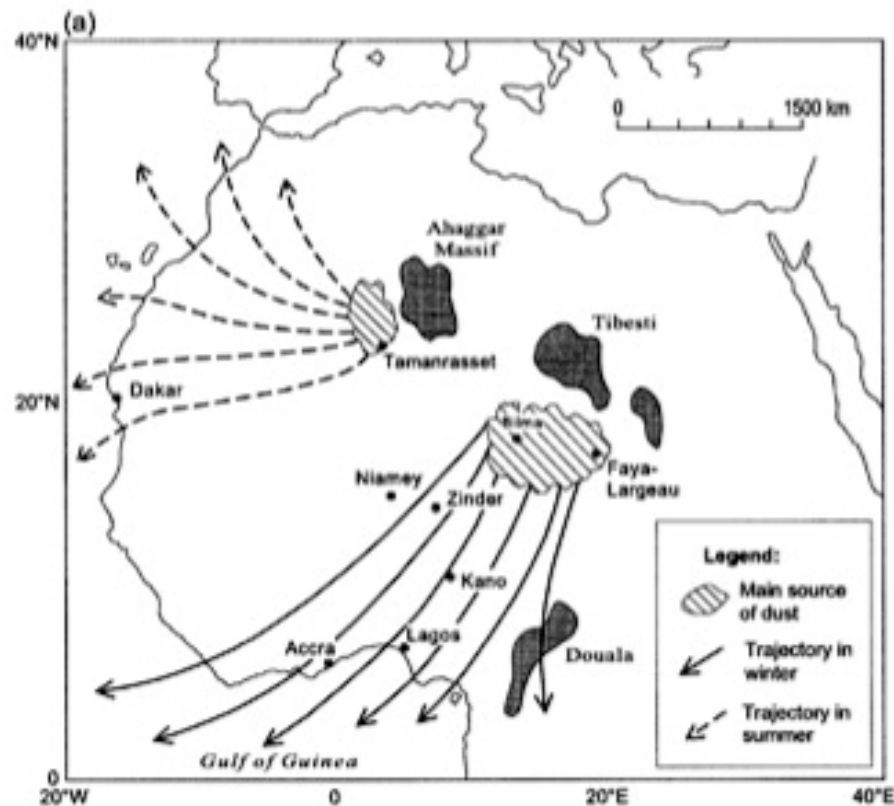 (a)
40°N
0 1500 km
Ahaggar
Massif
Tibesti
Tamanrasset
Dakar
20°N
Bilma
Faya-
Largeau
Niamey
Zinder
Kano
Lagos
Accra
Douala
Gulf of Guinea
Legend:
Main source
of dust
Trajectory in
winter
Trajectory in
summer
0
20°W 0 20°E 40°E